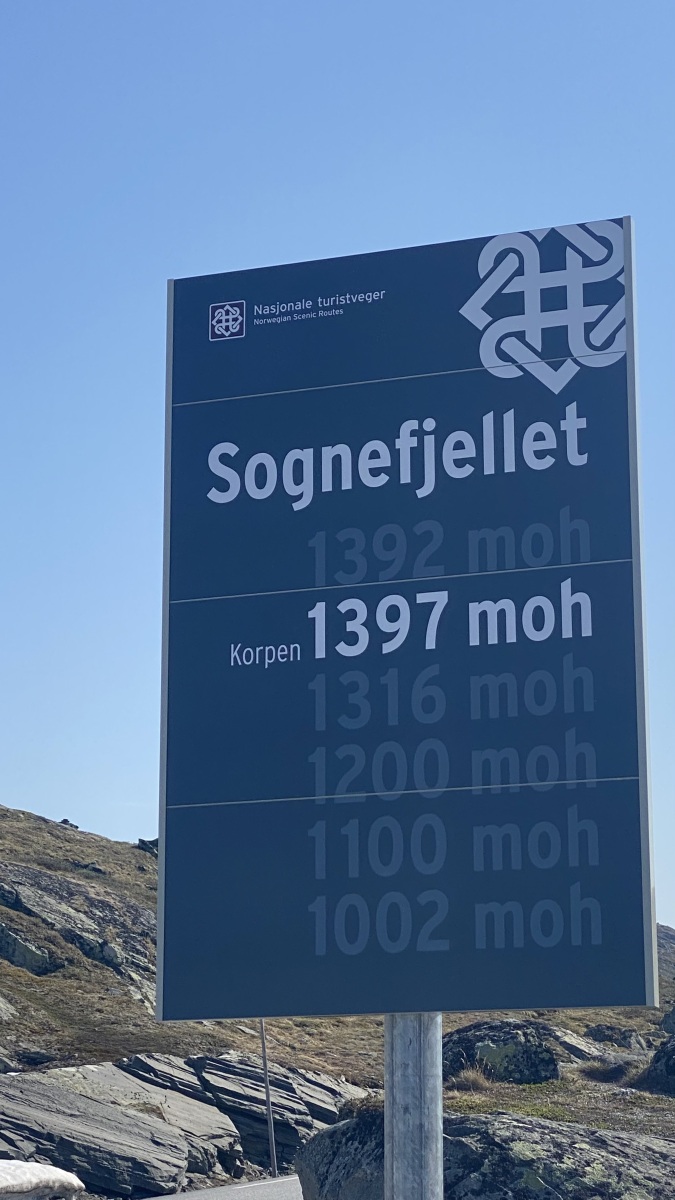 Nasjonale turistveger
Norwegian Scenic Routes
Sognefjellet
1392 moh
Korpen 1397 moh
1316 moh
1200 moh
1100 moh
1002 moh